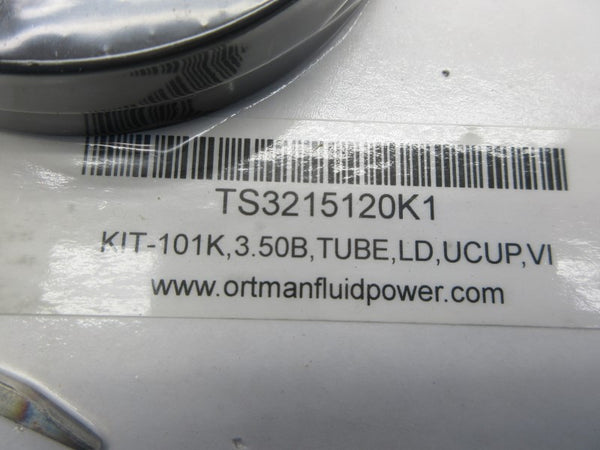 TS3215120K1
KIT-101K,3.50B,TUBE,LD,UCUP,VI
www.ortmanfluidpower.com